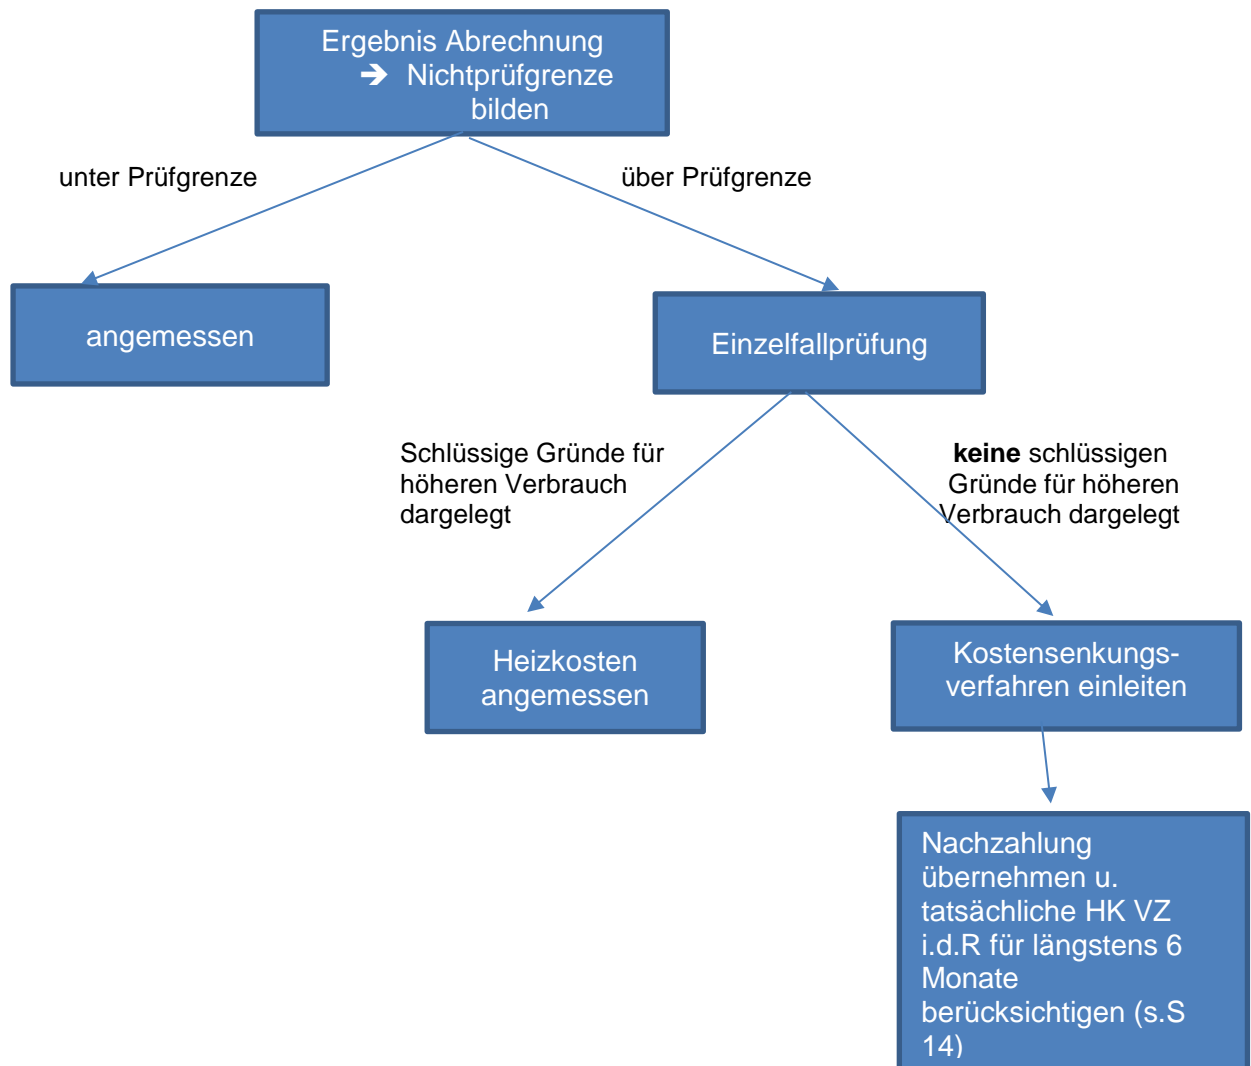 Ergebnis Abrechnung
➔ Nichtprüfgrenze
bilden
unter Prüfgrenze
über Prüfgrenze
angemessen
Einzelfallprüfung
Schlüssige Gründe für
höheren Verbrauch
dargelegt
keine schlüssigen
Gründe für höheren
Verbrauch dargelegt
Heizkosten
angemessen
Kostensenkungs-
verfahren einleiten
Nachzahlung
übernehmen u.
tatsächliche HK VZ
i.d.R für längstens 6
Monate
berücksichtigen (s.S
14)